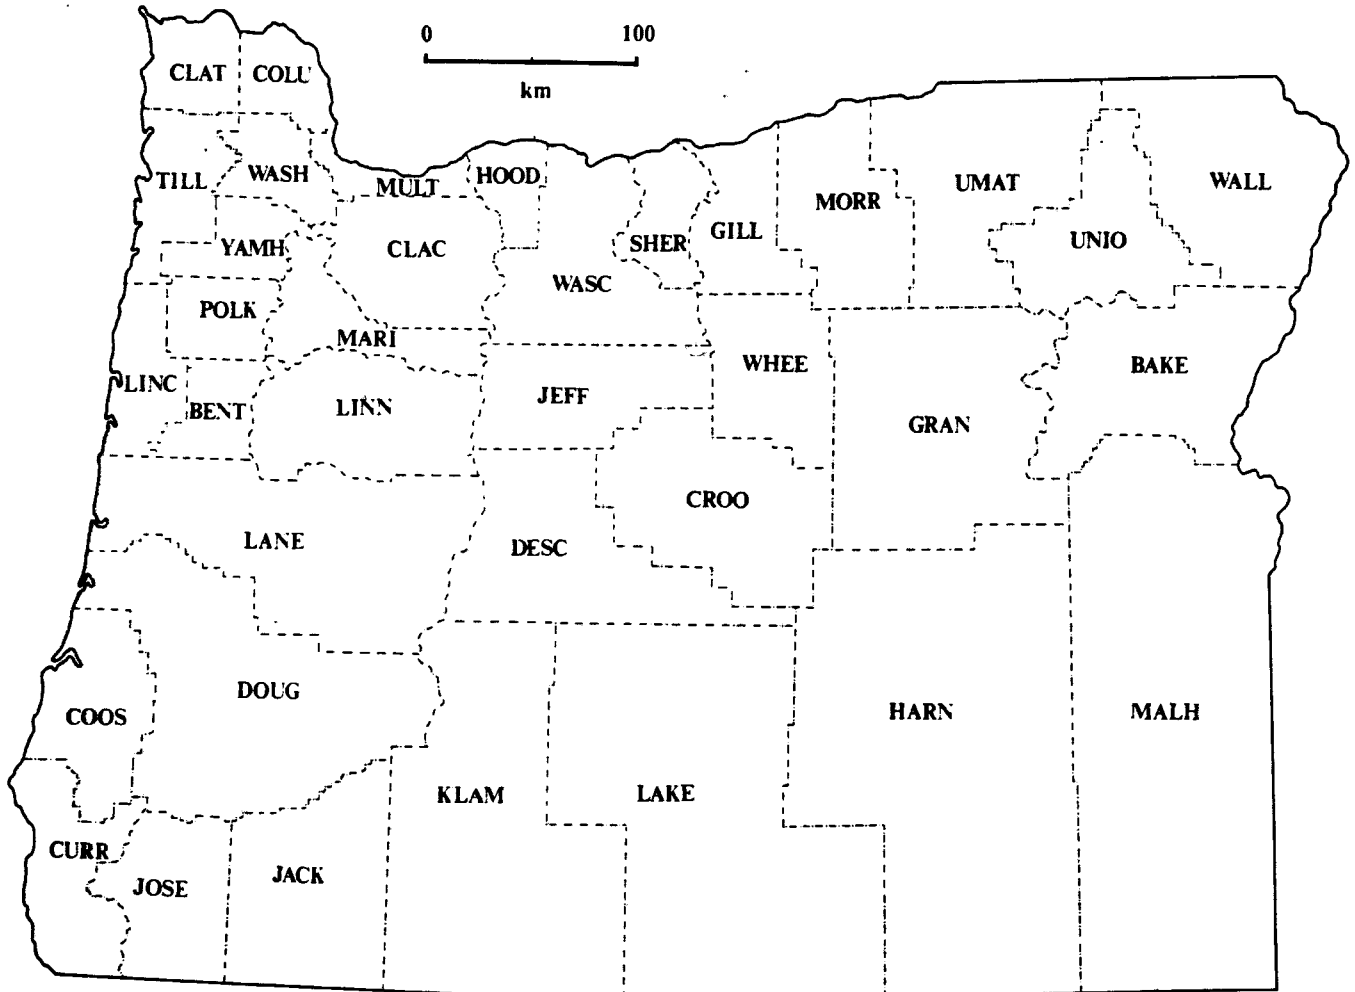 0 100
km
CLAT COLU
TILL WASH MULT HOOD MORR UMAT WALL
YAMH CLAC SHER GILL UNIO
WASC
POLK
MARI WHEE BAKE
LINC BENT LINN JEFF GRAN
CROO
LANE DESC
DOUG
COOS HARN MALH
KLAM LAKE
CURR JOSE JACK